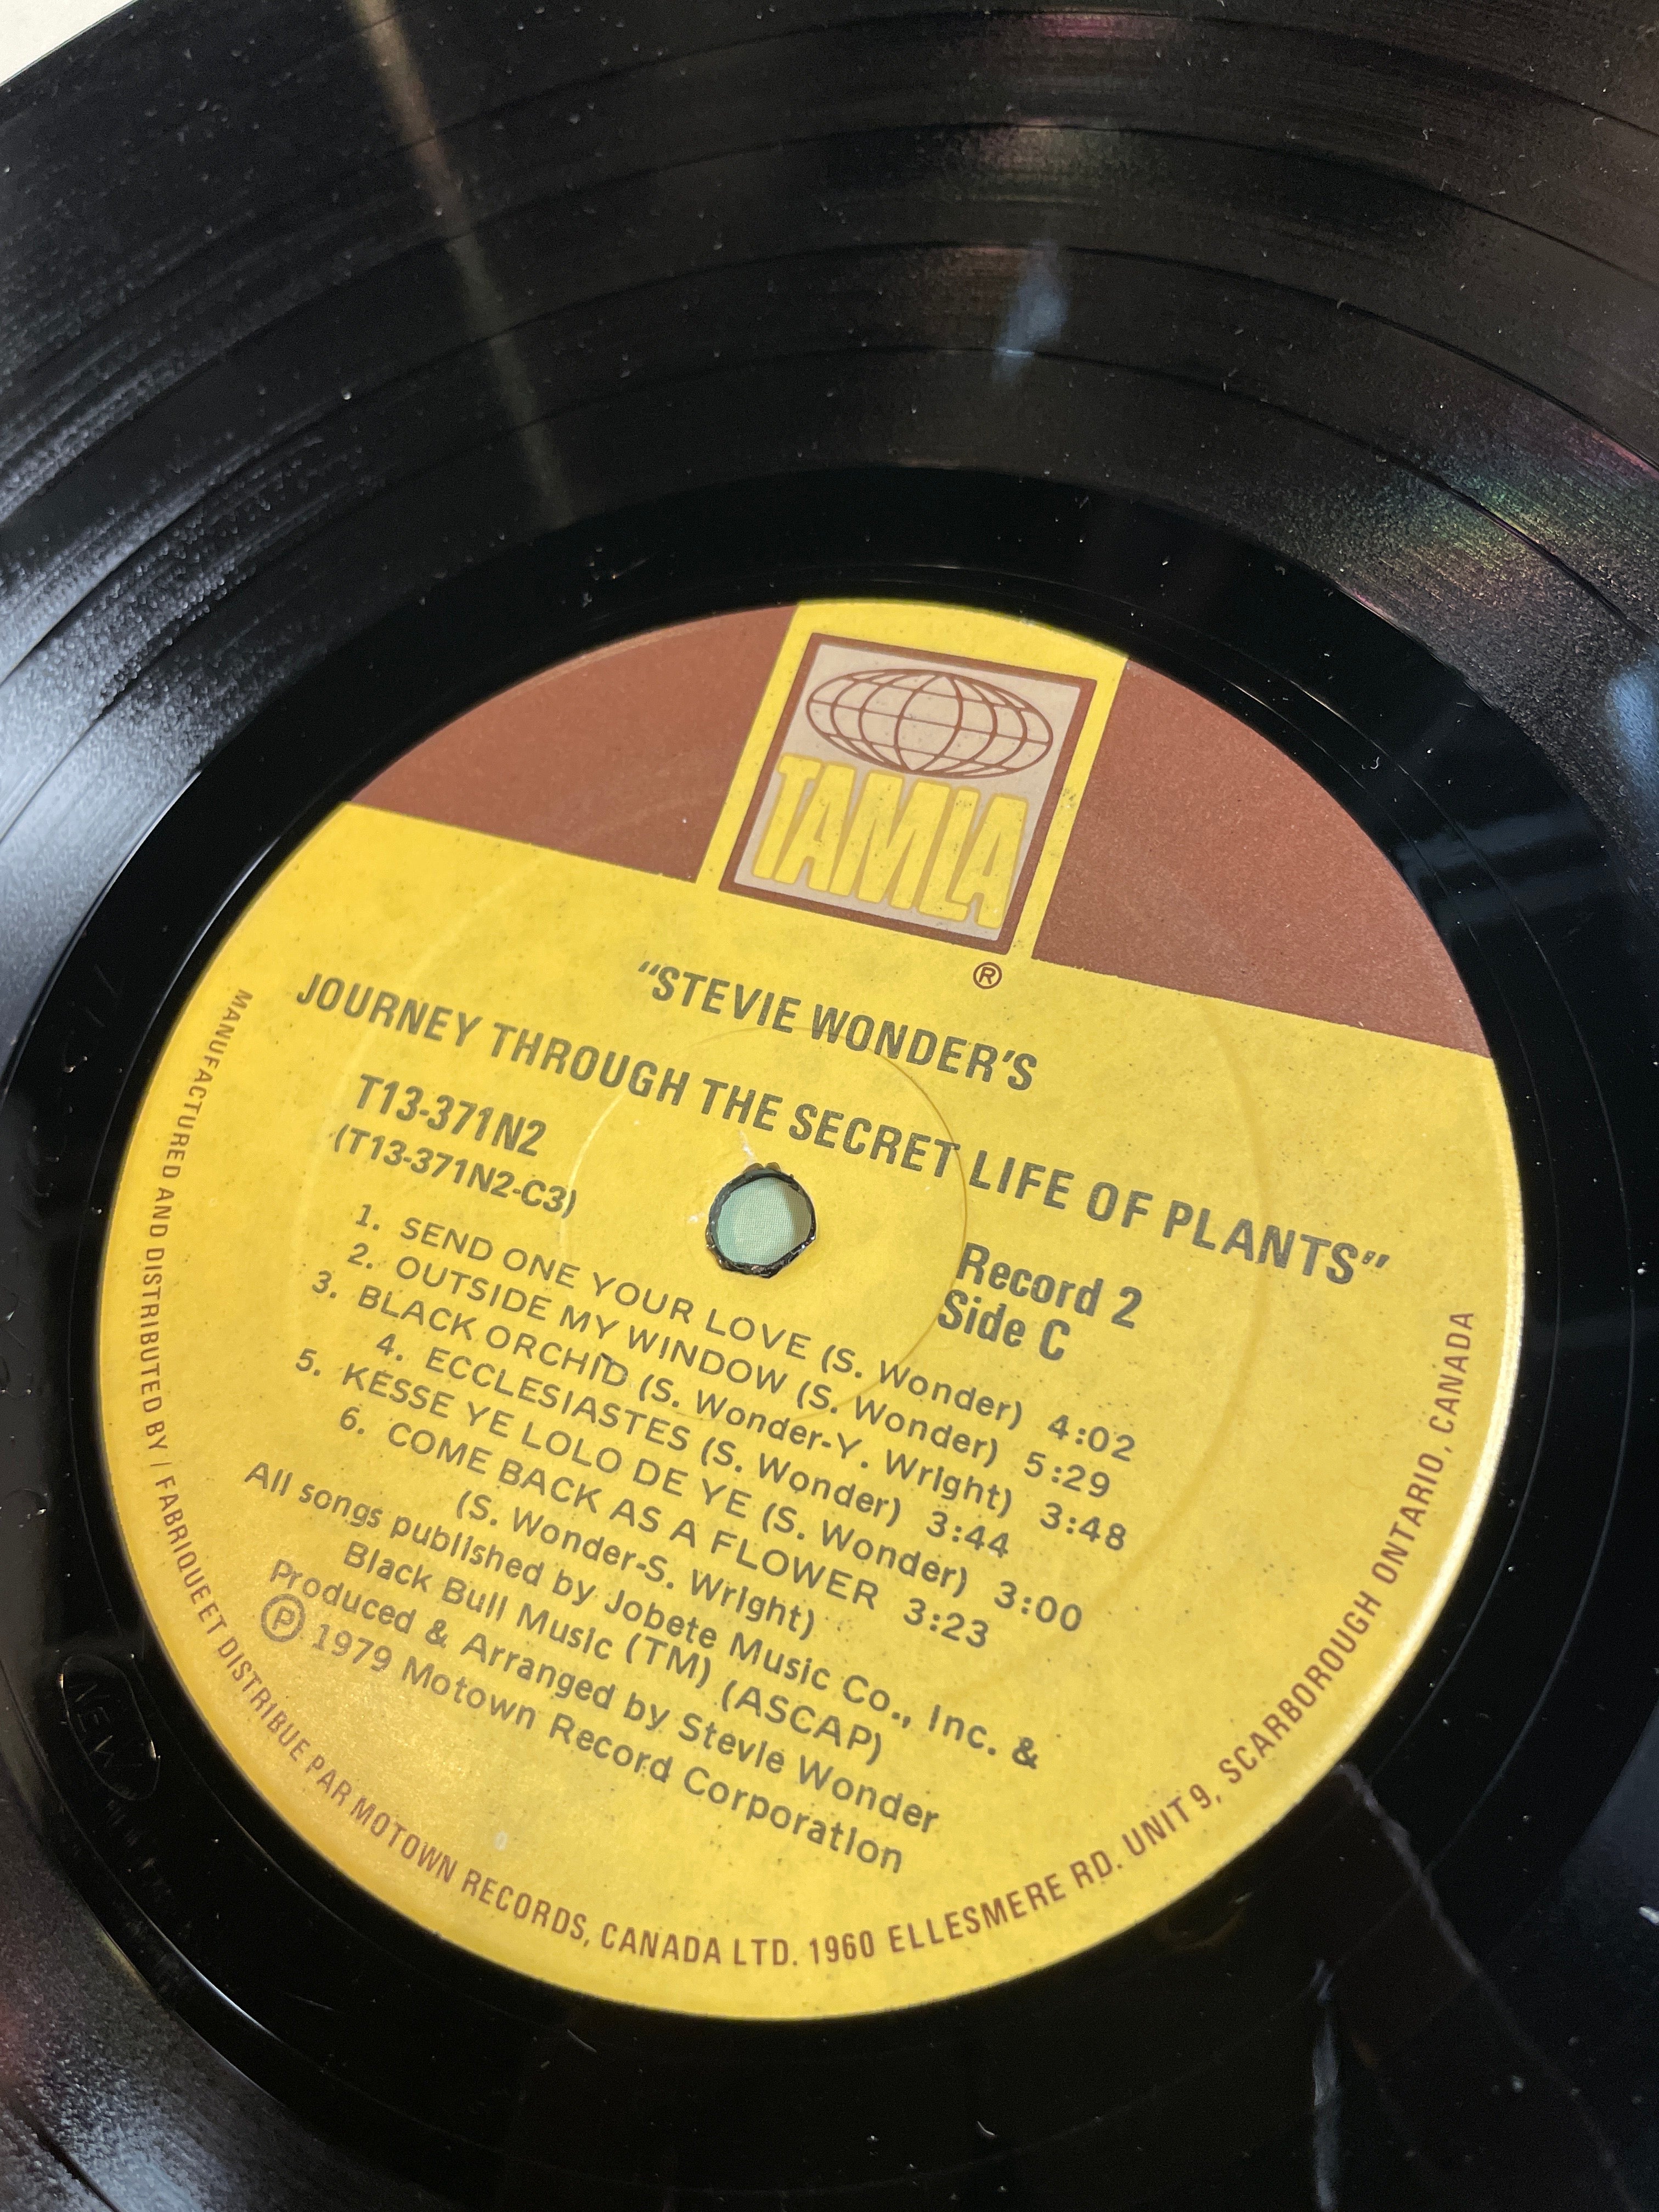 TAMLA
®
"STEVIE WONDER'S
JOURNEY THROUGH THE SECRET LIFE OF PLANTS"
T13-371N2
(T13-371N2-C3)
Record 2
Side C
1. SEND ONE YOUR LOVE (S. Wonder) 4:02
2. OUTSIDE MY WINDOW (S. Wonder) 5:29
3. BLACK ORCHID (S. Wonder-Y. Wright) 3:48
4. ECCLESIASTES (S. Wonder) 3:44
5. KESSE YE LOLO DE YE (S. Wonder) 3:00
6. COME BACK AS A FLOWER 3:23
(S. Wonder-S. Wright)
All songs published by Jobete Music Co., Inc. &
Black Bull Music (TM) (ASCAP)
Produced & Arranged by Stevie Wonder
℗ 1979 Motown Record Corporation
MANUFACTURED AND DISTRIBUTED BY / FABRIQUE ET DISTRIBUE PAR MOTOWN RECORDS, CANADA LTD. 1960 ELLESMERE RD. UNIT 9, SCARBOROUGH ONTARIO, CANADA
NEW